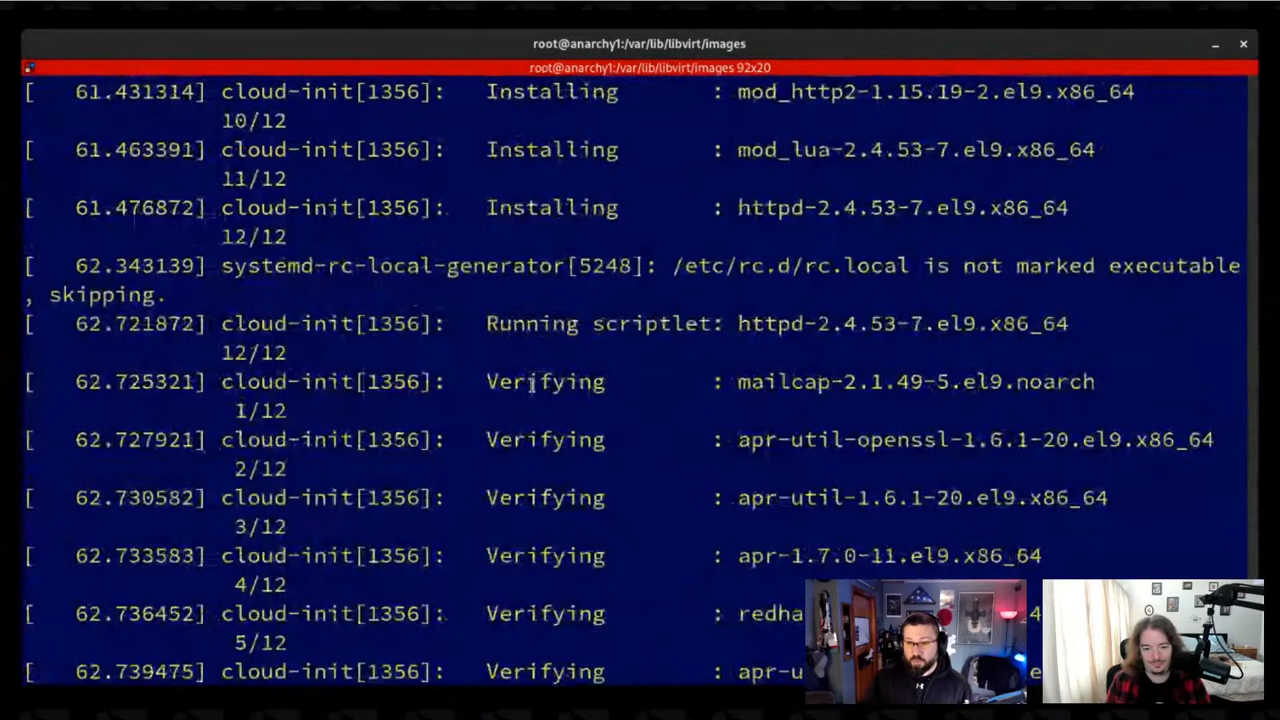 root@anarchy1:/var/lib/libvirt/images
root@anarchy1:/var/lib/libvirt/images 92x20
[   61.431314] cloud-init[1356]:   Installing       : mod_http2-1.15.19-2.el9.x86_64
10/12
[   61.463391] cloud-init[1356]:   Installing       : mod_lua-2.4.53-7.el9.x86_64
11/12
[   61.476872] cloud-init[1356]:   Installing       : httpd-2.4.53-7.el9.x86_64
12/12
[   62.343139] systemd-rc-local-generator[5248]: /etc/rc.d/rc.local is not marked executable
, skipping.
[   62.721872] cloud-init[1356]:   Running scriptlet: httpd-2.4.53-7.el9.x86_64
12/12
[   62.725321] cloud-init[1356]:   Verifying        : mailcap-2.1.49-5.el9.noarch
1/12
[   62.727921] cloud-init[1356]:   Verifying        : apr-util-openssl-1.6.1-20.el9.x86_64
2/12
[   62.730582] cloud-init[1356]:   Verifying        : apr-util-1.6.1-20.el9.x86_64
3/12
[   62.733583] cloud-init[1356]:   Verifying        : apr-1.7.0-11.el9.x86_64
4/12
[   62.736452] cloud-init[1356]:   Verifying        : redha
5/12
[   62.739475] cloud-init[1356]:   Verifying        : apr-u